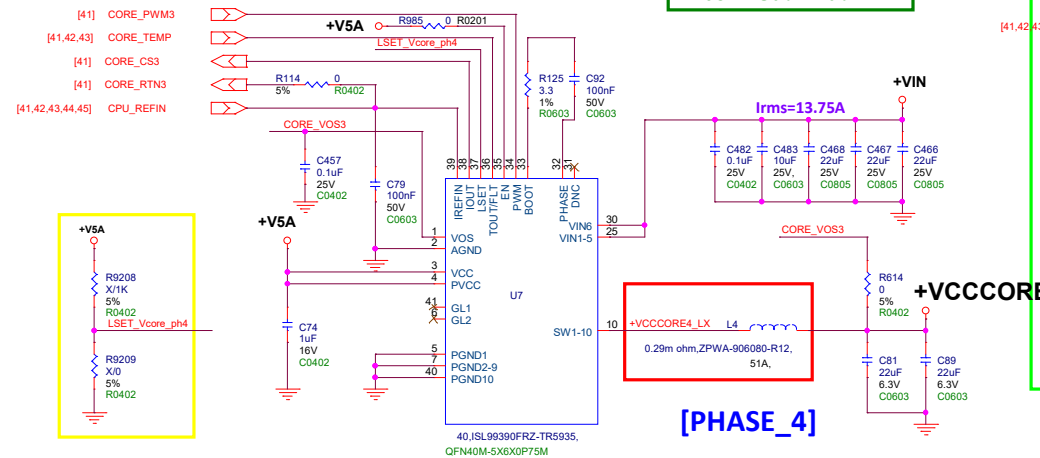 [41] CORE_PWM3
[41,42,43] CORE_TEMP
[41] CORE_CS3
[41] CORE_RTN3
[41,42,43,44,45] CPU_REFIN
+V5A
R985 0 R0201
LSET_Vcore_ph4
R114 0
5% R0402
CORE_VOS3
C457
0.1uF
25V
C0402
C79
100nF
50V
C0603
R125
3.3
1%
R0603
C92
100nF
50V
C0603
39 38 37 36 35 34 33 32 31
IREFIN
IOUT
LSET
TOUT/FLT
EN
PWM
BOOT
PHASE
DNC
+VIN
Irms=13.75A
C482
0.1uF
25V
C0402
C483
10uF
25V,
C0603
C468
22uF
25V
C0805
C467
22uF
25V
C0805
C466
22uF
25V
C0805
VIN6 30
VIN1-5 25
1 VOS
2 AGND
3 VCC
4 PVCC
41 GL1
6 GL2
5 PGND1
7 PGND2-9
40 PGND10
U7
SW1-10 10
+V5A
C74
1uF
16V
C0402
+V5A
R9208
X/1K
5%
R0402
LSET_Vcore_ph4
R9209
X/0
5%
R0402
CORE_VOS3
R614
0
5%
R0402
+VCCCORE
+VCCCORE4_LX L4
0.29m ohm,ZPWA-906080-R12,
51A,
C81
22uF
6.3V
C0603
C89
22uF
6.3V
C0603
[PHASE_4]
40,ISL99390FRZ-TR5935,
QFN40M-5X6X0P75M